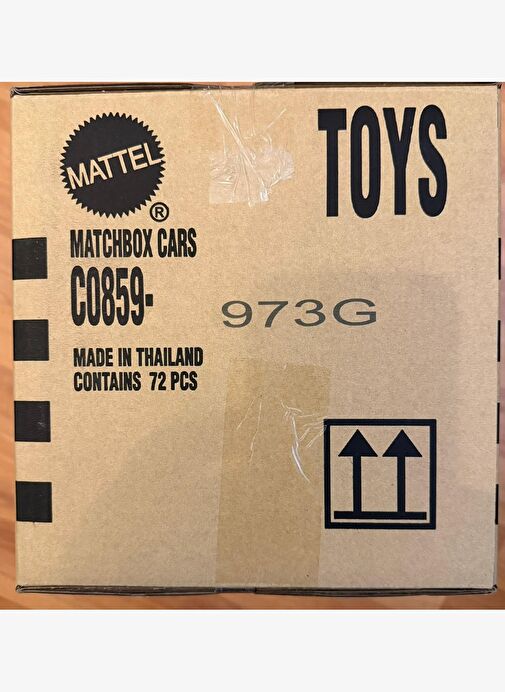 MATTEL
®
TOYS
MATCHBOX CARS
C0859-
973G
MADE IN THAILAND
CONTAINS 72 PCS